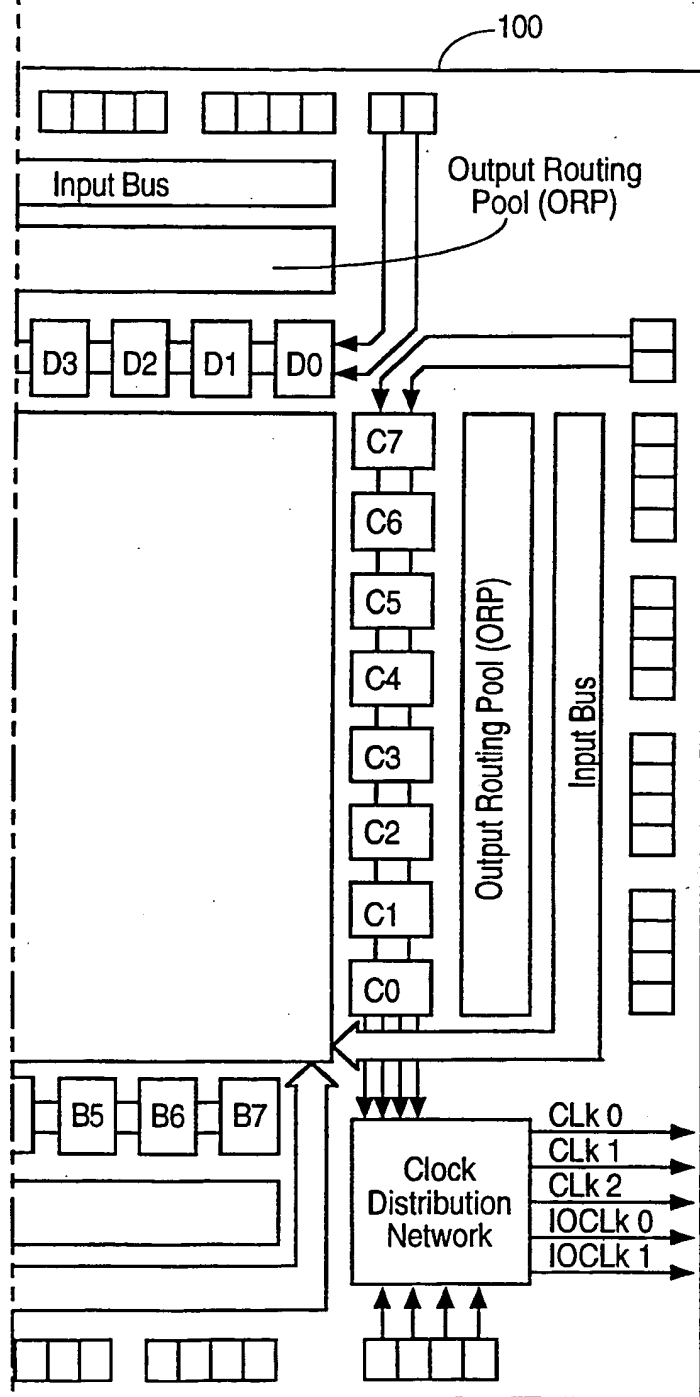 100
Input Bus
Output Routing
Pool (ORP)
D3
D2
D1
D0
C7
C6
C5
C4
C3
C2
C1
C0
Output Routing Pool (ORP)
Input Bus
B5
B6
B7
Clock
Distribution
Network
CLk 0
CLk 1
CLk 2
IOCLk 0
IOCLk 1